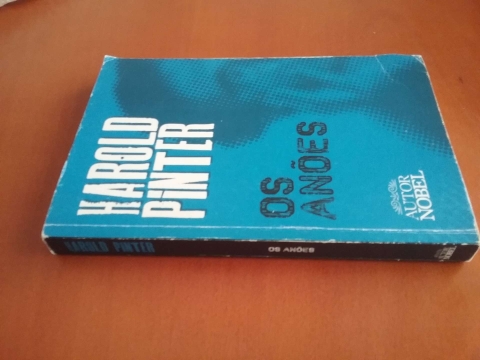 HAROLD
PINTER
OS
ANÕES
AUTOR
NOBEL
HAROLD PINTER
OS ANÕES